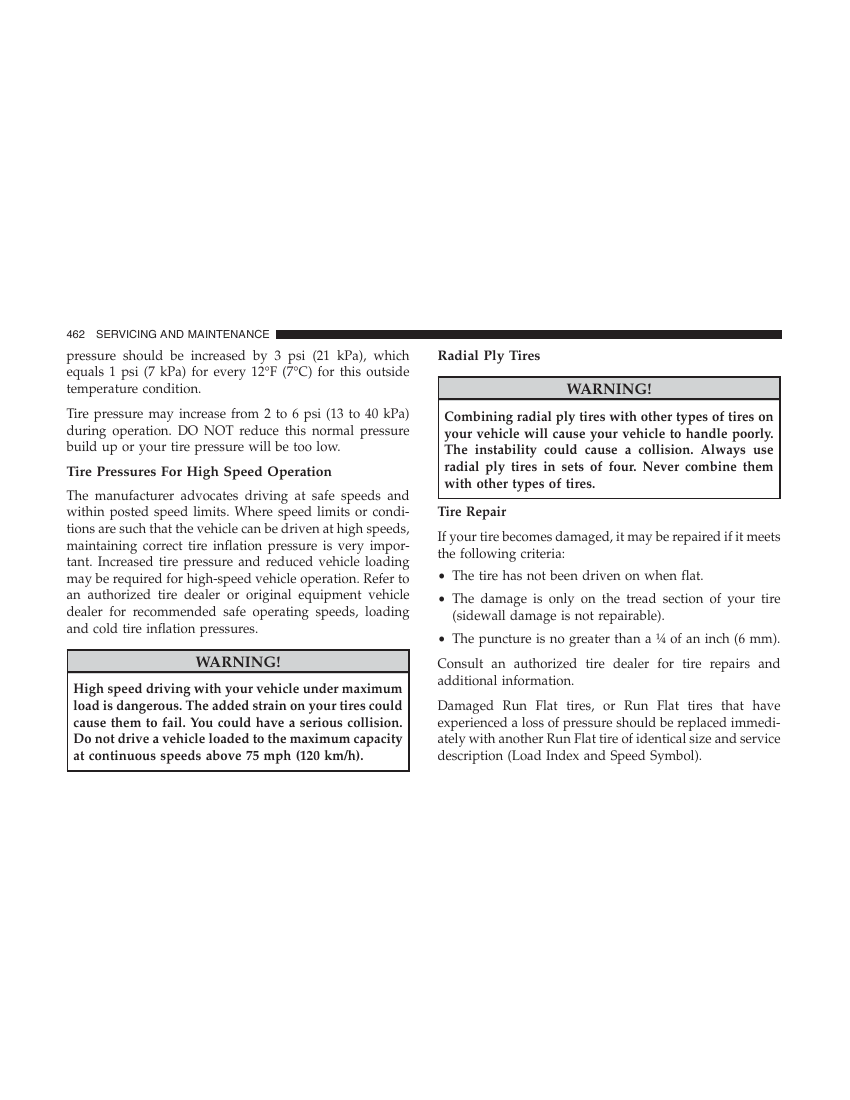 462 SERVICING AND MAINTENANCE
pressure should be increased by 3 psi (21 kPa), which
equals 1 psi (7 kPa) for every 12°F (7°C) for this outside
temperature condition.
Tire pressure may increase from 2 to 6 psi (13 to 40 kPa)
during operation. DO NOT reduce this normal pressure
build up or your tire pressure will be too low.
Tire Pressures For High Speed Operation
The manufacturer advocates driving at safe speeds and
within posted speed limits. Where speed limits or condi-
tions are such that the vehicle can be driven at high speeds,
maintaining correct tire inflation pressure is very impor-
tant. Increased tire pressure and reduced vehicle loading
may be required for high-speed vehicle operation. Refer to
an authorized tire dealer or original equipment vehicle
dealer for recommended safe operating speeds, loading
and cold tire inflation pressures.
WARNING!
High speed driving with your vehicle under maximum
load is dangerous. The added strain on your tires could
cause them to fail. You could have a serious collision.
Do not drive a vehicle loaded to the maximum capacity
at continuous speeds above 75 mph (120 km/h).
Radial Ply Tires
WARNING!
Combining radial ply tires with other types of tires on
your vehicle will cause your vehicle to handle poorly.
The instability could cause a collision. Always use
radial ply tires in sets of four. Never combine them
with other types of tires.
Tire Repair
If your tire becomes damaged, it may be repaired if it meets
the following criteria:
• The tire has not been driven on when flat.
• The damage is only on the tread section of your tire
(sidewall damage is not repairable).
• The puncture is no greater than a ¼ of an inch (6 mm).
Consult an authorized tire dealer for tire repairs and
additional information.
Damaged Run Flat tires, or Run Flat tires that have
experienced a loss of pressure should be replaced immedi-
ately with another Run Flat tire of identical size and service
description (Load Index and Speed Symbol).